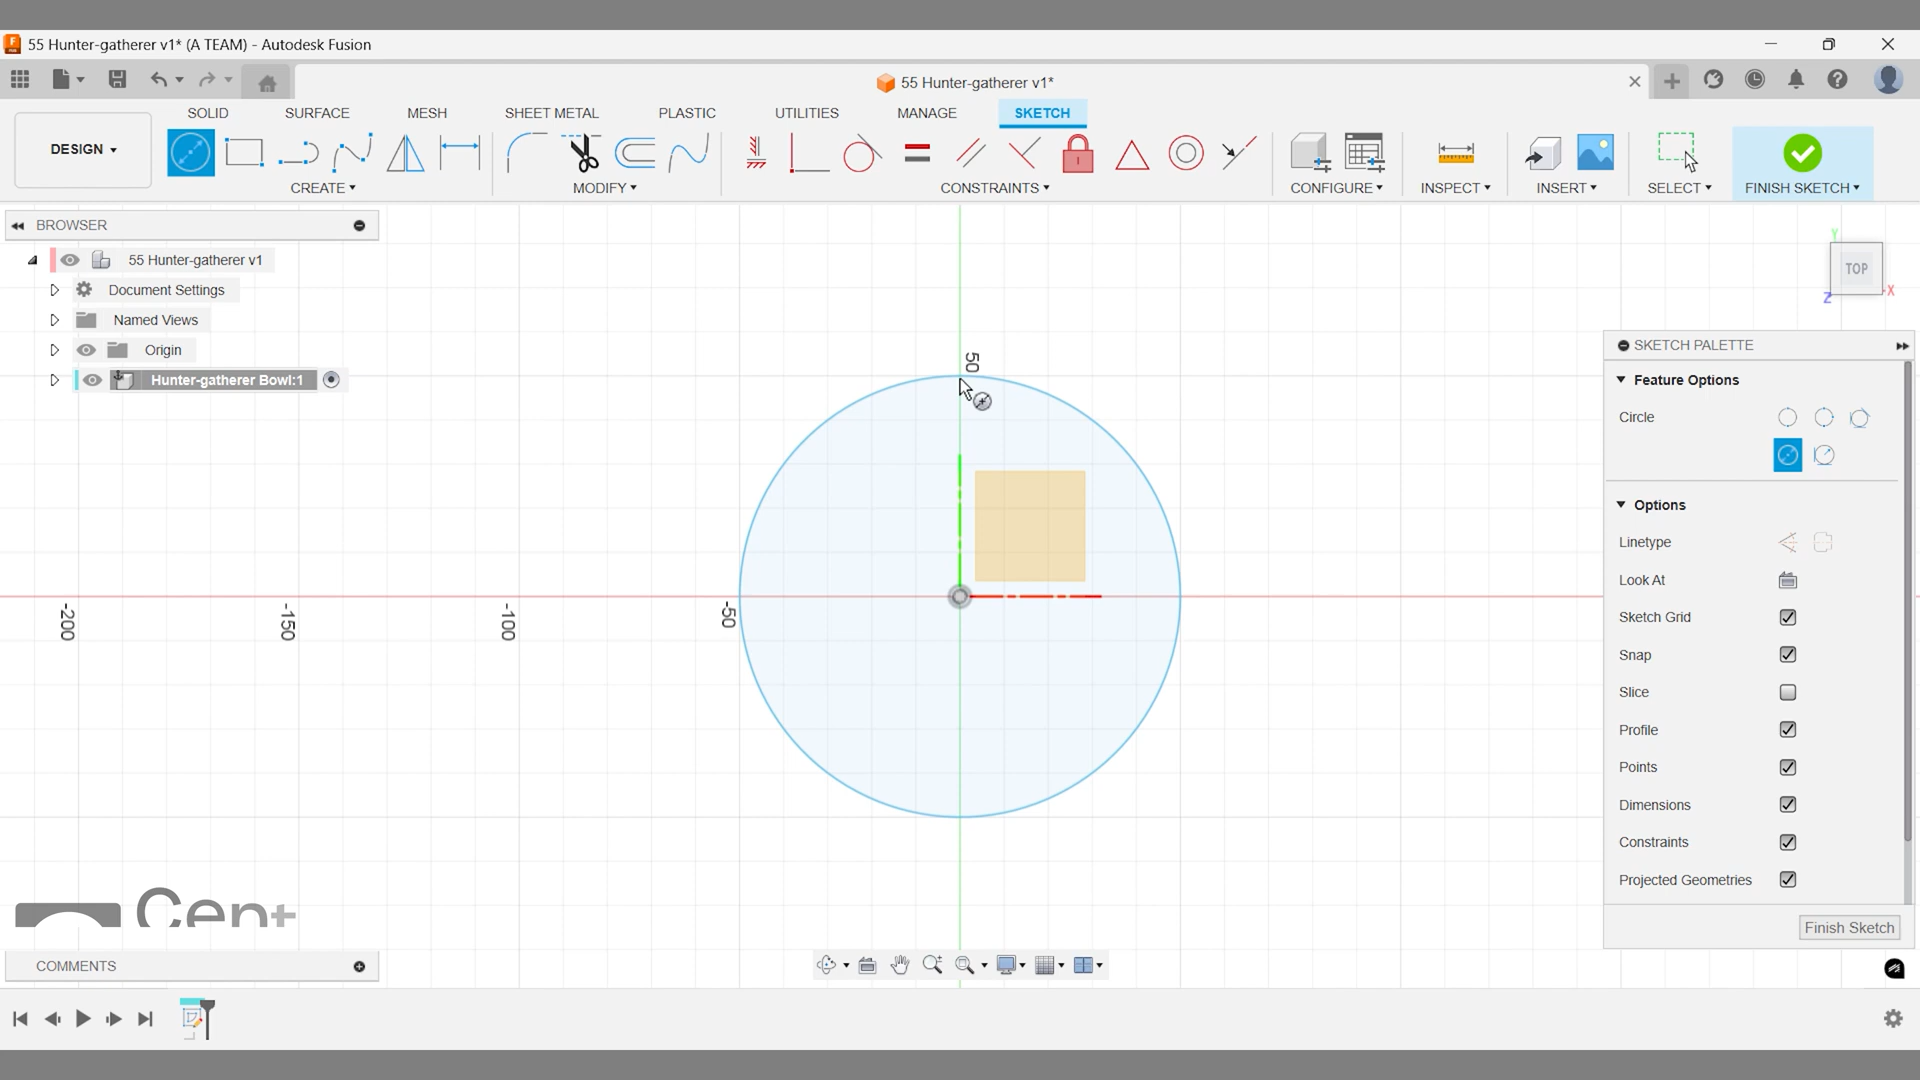 55 Hunter-gatherer v1* (A TEAM) - Autodesk Fusion
55 Hunter-gatherer v1*
SOLID SURFACE MESH SHEET METAL PLASTIC UTILITIES MANAGE SKETCH
DESIGN
CREATE MODIFY CONSTRAINTS CONFIGURE INSPECT INSERT SELECT FINISH SKETCH
BROWSER
55 Hunter-gatherer v1
Document Settings
Named Views
Origin
Hunter-gatherer Bowl:1
Y
TOP
X
Z
50
-200
-150
-100
-50
SKETCH PALETTE
Feature Options
Circle
Options
Linetype
Look At
Sketch Grid
Snap
Slice
Profile
Points
Dimensions
Constraints
Projected Geometries
Finish Sketch
COMMENTS